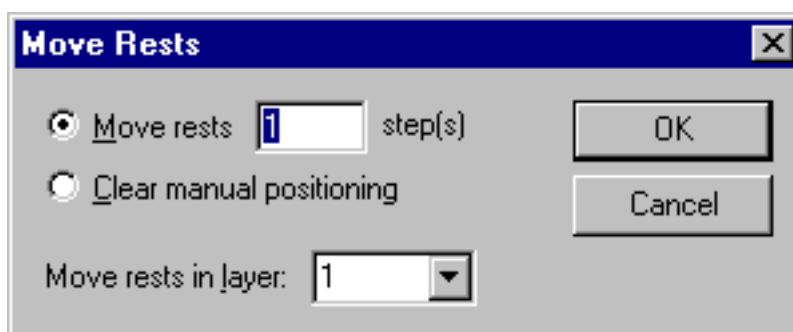 Move Rests
Move rests 1 step(s)
OK
Clear manual positioning
Cancel
Move rests in layer: 1